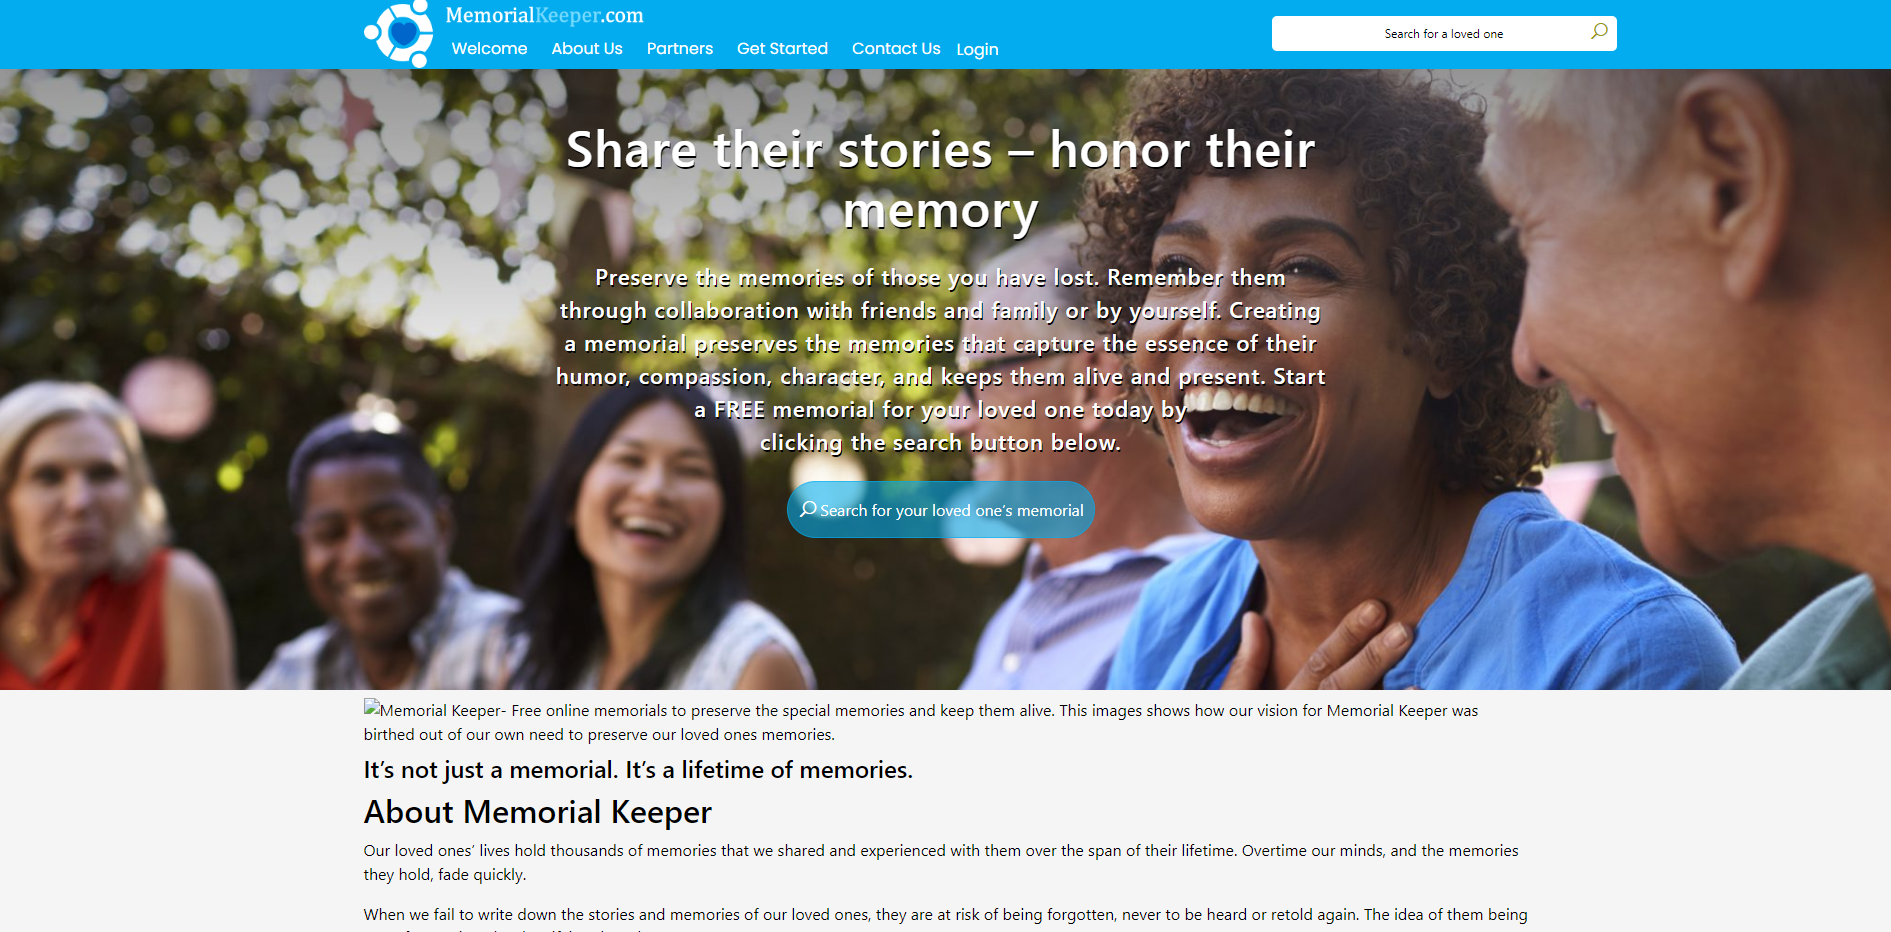 MemorialKeeper.com
Welcome About Us Partners Get Started Contact Us Login
Search for a loved one
Share their stories – honor their
memory
Preserve the memories of those you have lost. Remember them
through collaboration with friends and family or by yourself. Creating
a memorial preserves the memories that capture the essence of their
humor, compassion, character, and keeps them alive and present. Start
a FREE memorial for your loved one today by
clicking the search button below.
Search for your loved one’s memorial
Memorial Keeper- Free online memorials to preserve the special memories and keep them alive. This images shows how our vision for Memorial Keeper was
birthed out of our own need to preserve our loved ones memories.
It’s not just a memorial. It’s a lifetime of memories.
About Memorial Keeper
Our loved ones’ lives hold thousands of memories that we shared and experienced with them over the span of their lifetime. Overtime our minds, and the memories
they hold, fade quickly.
When we fail to write down the stories and memories of our loved ones, they are at risk of being forgotten, never to be heard or retold again. The idea of them being